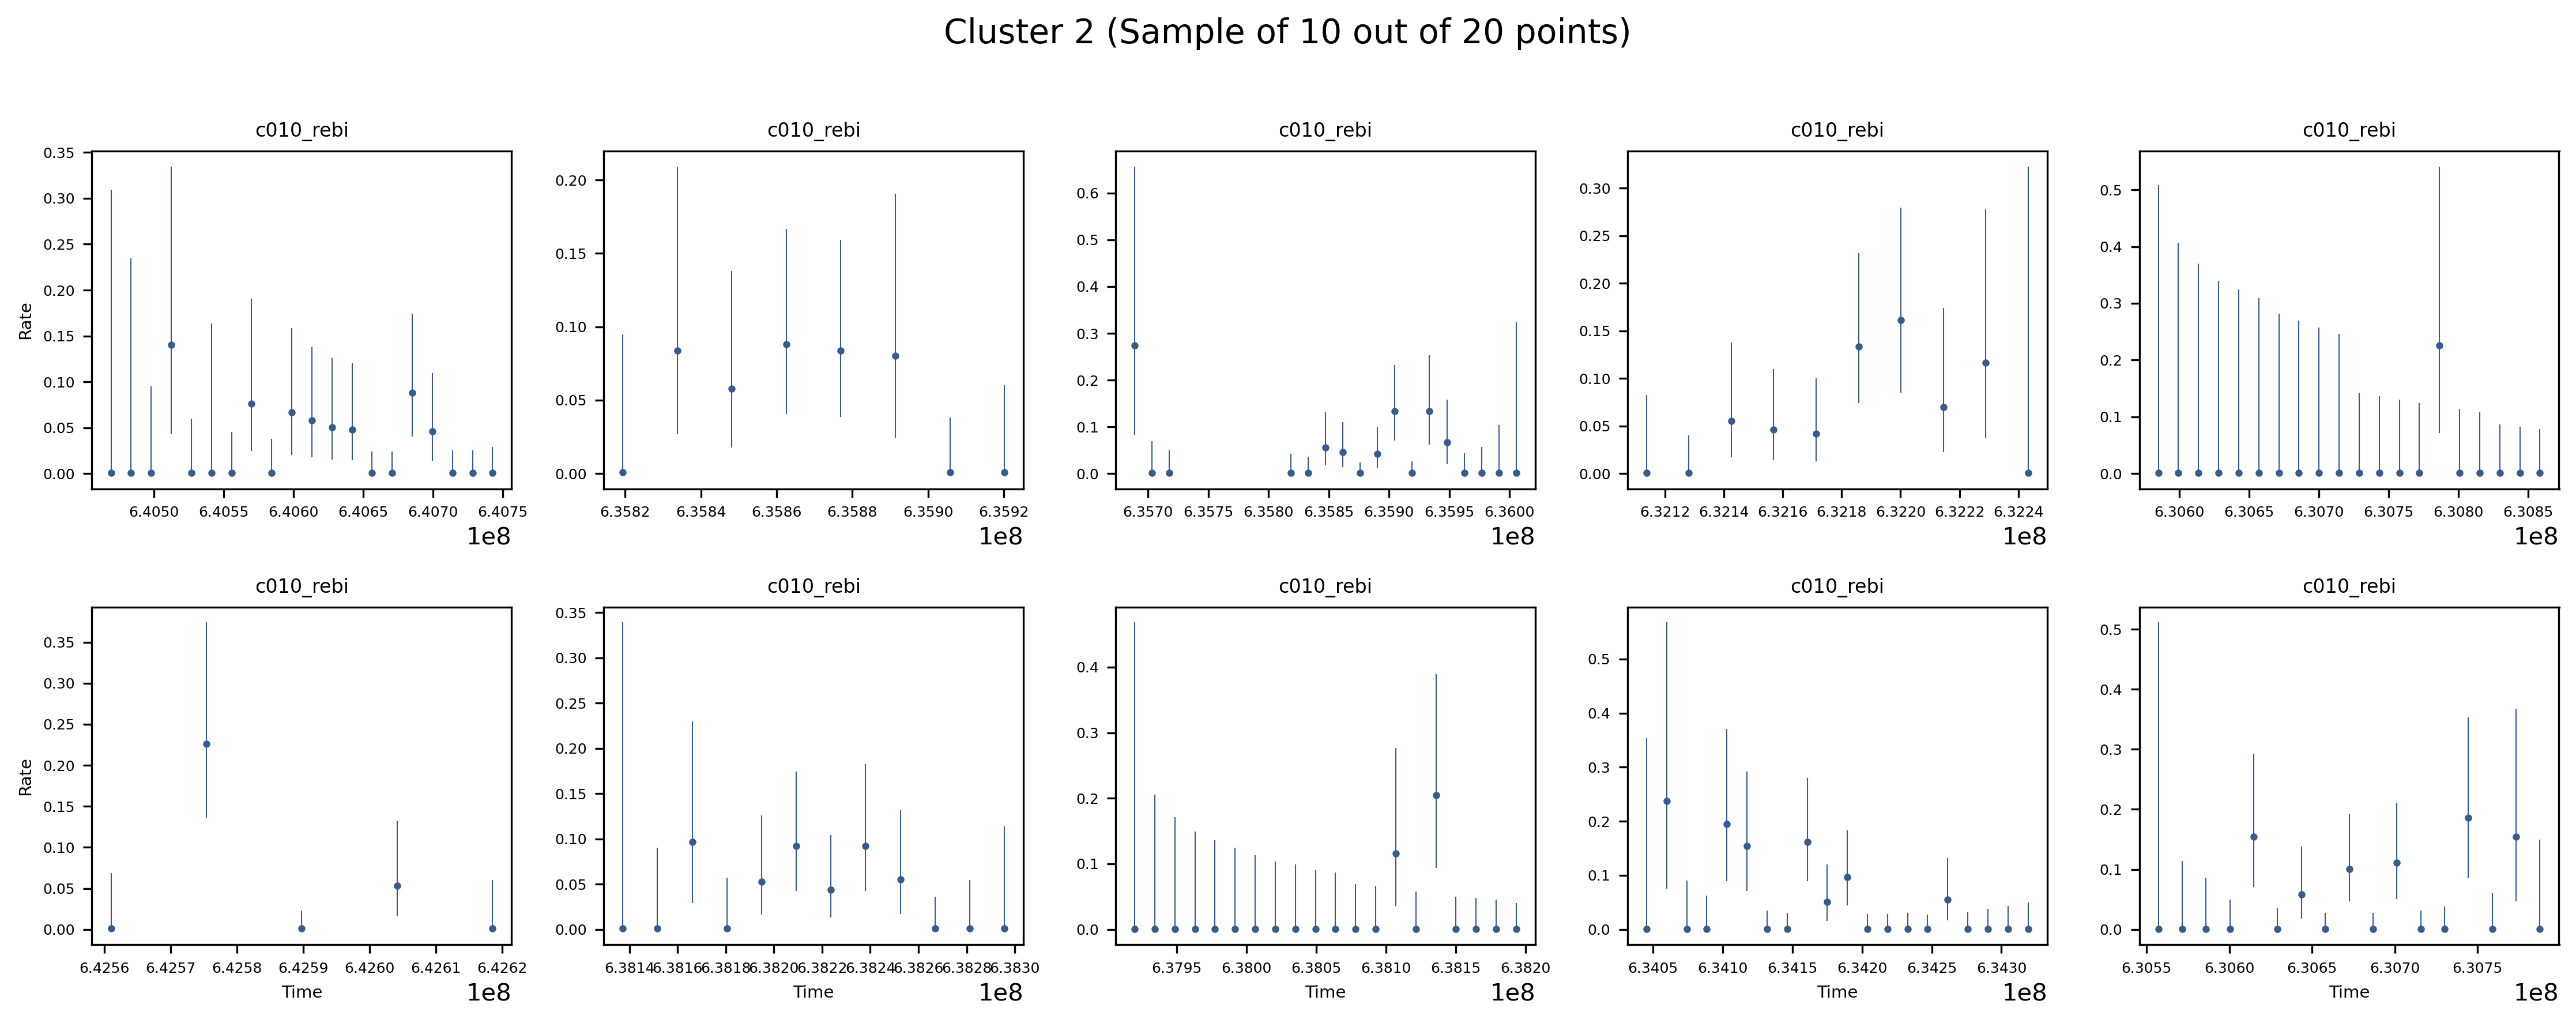 Cluster 2 (Sample of 10 out of 20 points)
c010_rebi c010_rebi c010_rebi c010_rebi c010_rebi
Rate
0.35 0.30 0.25 0.20 0.15 0.10 0.05 0.00
6.4050 6.4055 6.4060 6.4065 6.4070 6.4075
1e8
0.20 0.15 0.10 0.05 0.00
6.3582 6.3584 6.3586 6.3588 6.3590 6.3592
1e8
0.6 0.5 0.4 0.3 0.2 0.1 0.0
6.3570 6.3575 6.3580 6.3585 6.3590 6.3595 6.3600
1e8
0.30 0.25 0.20 0.15 0.10 0.05 0.00
6.3212 6.3214 6.3216 6.3218 6.3220 6.3222 6.3224
1e8
0.5 0.4 0.3 0.2 0.1 0.0
6.3060 6.3065 6.3070 6.3075 6.3080 6.3085
1e8
c010_rebi c010_rebi c010_rebi c010_rebi c010_rebi
Rate
0.35 0.30 0.25 0.20 0.15 0.10 0.05 0.00
6.4256 6.4257 6.4258 6.4259 6.4260 6.4261 6.4262
Time
1e8
0.35 0.30 0.25 0.20 0.15 0.10 0.05 0.00
6.3814 6.3816 6.3818 6.3820 6.3822 6.3824 6.3826 6.3828 6.3830
Time
1e8
0.4 0.3 0.2 0.1 0.0
6.3795 6.3800 6.3805 6.3810 6.3815 6.3820
Time
1e8
0.5 0.4 0.3 0.2 0.1 0.0
6.3405 6.3410 6.3415 6.3420 6.3425 6.3430
Time
1e8
0.5 0.4 0.3 0.2 0.1 0.0
6.3055 6.3060 6.3065 6.3070 6.3075
Time
1e8